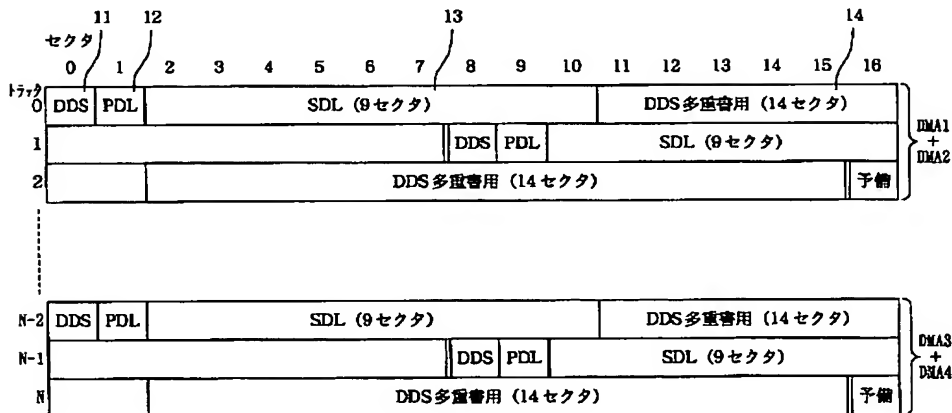 11 12 13 14
セクタ
0 1 2 3 4 5 6 7 8 9 10 11 12 13 14 15 16
トラック
0 DDS PDL SDL (9セクタ) DDS多重書用 (14セクタ)
1 DDS PDL SDL (9セクタ)
2 DDS多重書用 (14セクタ) 予備
DMA1
+
DMA2
N-2 DDS PDL SDL (9セクタ) DDS多重書用 (14セクタ)
N-1 DDS PDL SDL (9セクタ)
N DDS多重書用 (14セクタ) 予備
DMA3
+
DMA4